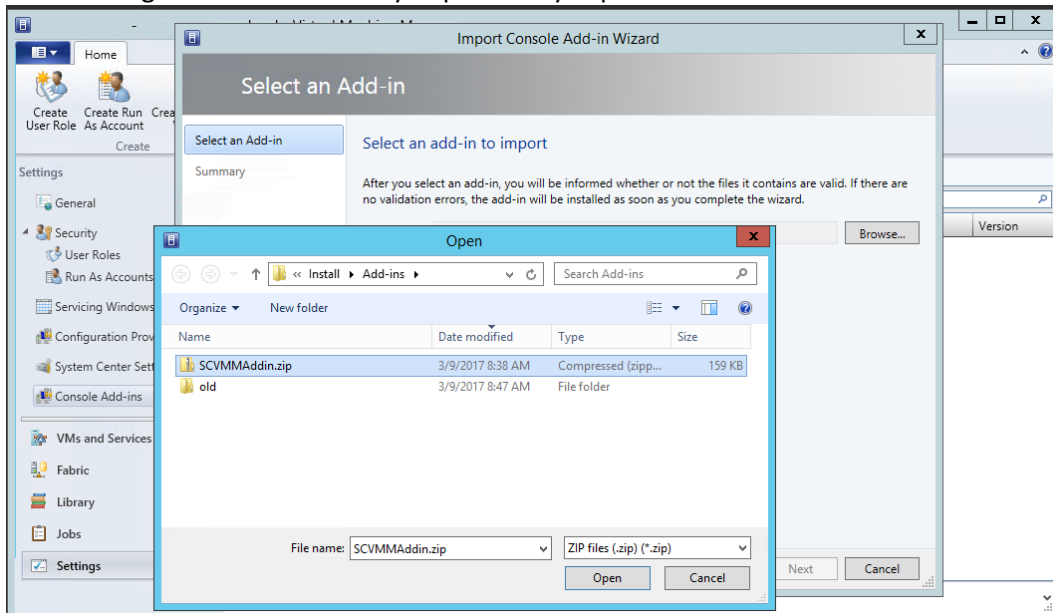 Import Console Add-in Wizard
Home
Create User Role
Create Run As Account
Create
Settings
General
Security
User Roles
Run As Accounts
Servicing Windows
Configuration Prov
System Center Sett
Console Add-ins
VMs and Services
Fabric
Library
Jobs
Settings
Select an Add-in
Select an Add-in
Summary
Select an add-in to import
After you select an add-in, you will be informed whether or not the files it contains are valid. If there are
no validation errors, the add-in will be installed as soon as you complete the wizard.
Browse...
Version
Open
« Install ▸ Add-ins ▸
Search Add-ins
Organize
New folder
Name Date modified Type Size
SCVMMAddin.zip 3/9/2017 8:38 AM Compressed (zipp... 159 KB
old 3/9/2017 8:47 AM File folder
File name: SCVMMAddin.zip ZIP files (.zip) (*.zip)
Open Cancel
Next Cancel